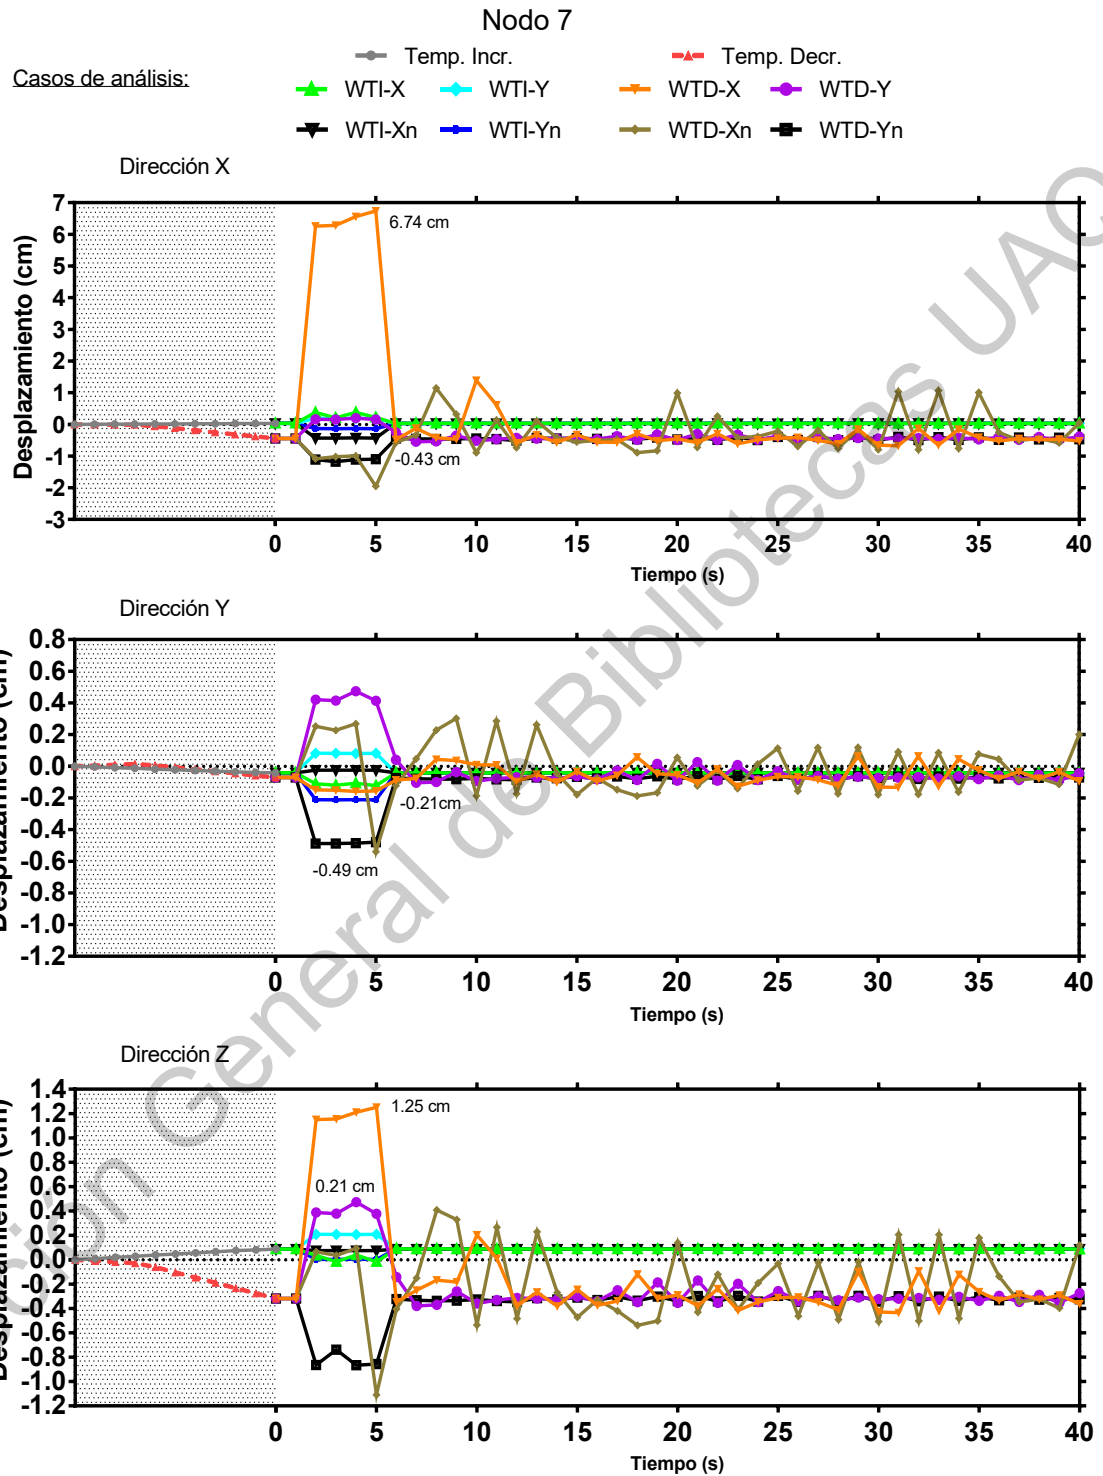 Nodo 7
Temp. Incr. Temp. Decr.
Casos de análisis:
WTI-X WTI-Y WTD-X WTD-Y
WTI-Xn WTI-Yn WTD-Xn WTD-Yn
Dirección X
Desplazamiento (cm)
7
6
5
4
3
2
1
0
-1
-2
-3
6.74 cm
-0.43 cm
0 5 10 15 20 25 30 35 40
Tiempo (s)
Dirección Y
Desplazamiento (cm)
0.8
0.6
0.4
0.2
0.0
-0.2
-0.4
-0.6
-0.8
-1.0
-1.2
-0.21cm
-0.49 cm
0 5 10 15 20 25 30 35 40
Tiempo (s)
Dirección Z
Desplazamiento (cm)
1.4
1.2
1.0
0.8
0.6
0.4
0.2
0.0
-0.2
-0.4
-0.6
-0.8
-1.0
-1.2
1.25 cm
0.21 cm
0 5 10 15 20 25 30 35 40
Tiempo (s)
General de Bibliotecas UAQ